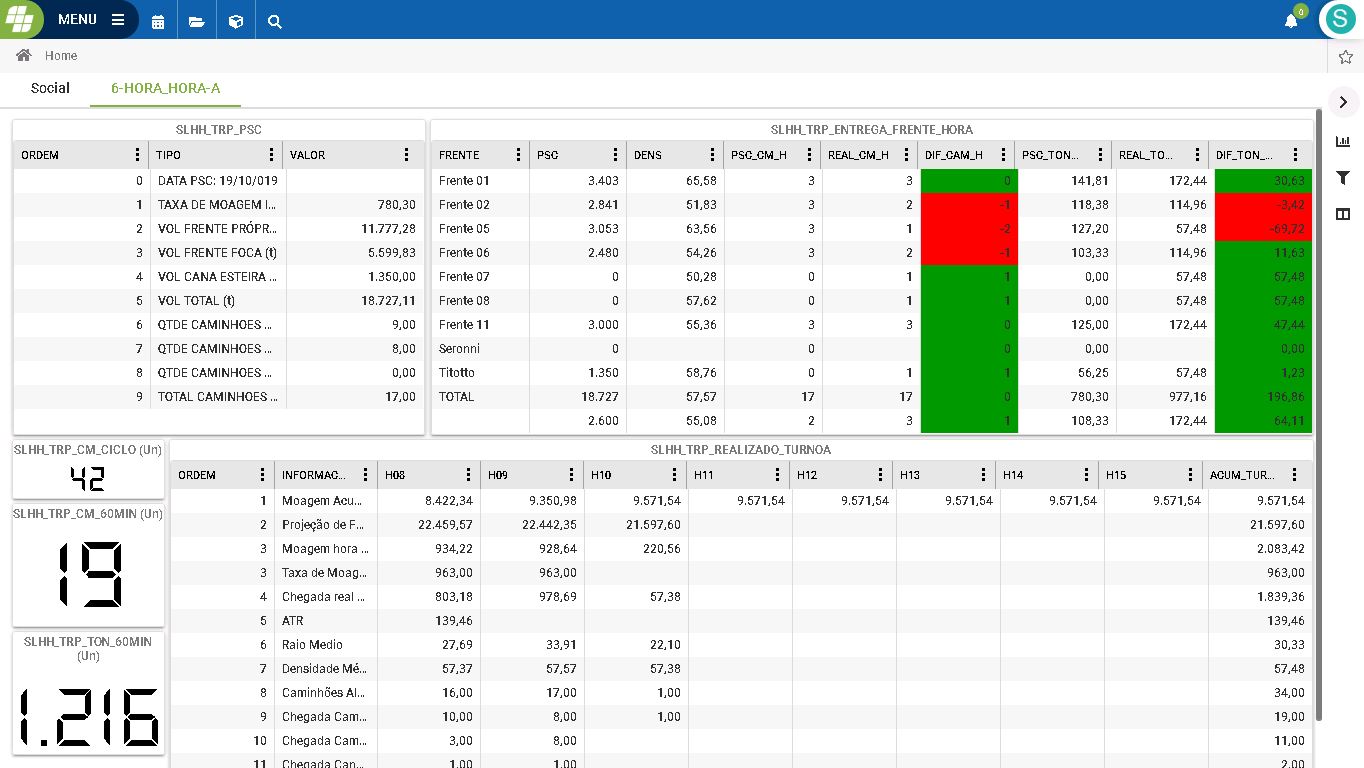 MENU
0
S
Home
Social 6-HORA_HORA-A
SLHH_TRP_PSC
ORDEM TIPO VALOR
0 DATA PSC: 19/10/019
1 TAXA DE MOAGEM I... 780,30
2 VOL FRENTE PRÓPR... 11.777,28
3 VOL FRENTE FOCA (t) 5.599,83
4 VOL CANA ESTEIRA ... 1.350,00
5 VOL TOTAL (t) 18.727,11
6 QTDE CAMINHOES ... 9,00
7 QTDE CAMINHOES ... 8,00
8 QTDE CAMINHOES ... 0,00
9 TOTAL CAMINHOES ... 17,00
SLHH_TRP_ENTREGA_FRENTE_HORA
FRENTE PSC DENS PSC_CM_H REAL_CM_H DIF_CAM_H PSC_TON... REAL_TO... DIF_TON_...
Frente 01 3.403 65,58 3 3 0 141,81 172,44 30,63
Frente 02 2.841 51,83 3 2 -1 118,38 114,96 -3,42
Frente 05 3.053 63,56 3 1 -2 127,20 57,48 -69,72
Frente 06 2.480 54,26 3 2 -1 103,33 114,96 11,63
Frente 07 0 50,28 0 1 1 0,00 57,48 57,48
Frente 08 0 57,62 0 1 1 0,00 57,48 57,48
Frente 11 3.000 55,36 3 3 0 125,00 172,44 47,44
Seronni 0 0 0 0,00 0,00
Titotto 1.350 58,76 0 1 1 56,25 57,48 1,23
TOTAL 18.727 57,57 17 17 0 780,30 977,16 196,86
2.600 55,08 2 3 1 108,33 172,44 64,11
SLHH_TRP_CM_CICLO (Un)
42
SLHH_TRP_CM_60MIN (Un)
19
SLHH_TRP_TON_60MIN
(Un)
1.216
SLHH_TRP_REALIZADO_TURNOA
ORDEM INFORMAC... H08 H09 H10 H11 H12 H13 H14 H15 ACUM_TUR...
1 Moagem Acu... 8.422,34 9.350,98 9.571,54 9.571,54 9.571,54 9.571,54 9.571,54 9.571,54 9.571,54
2 Projeção de F... 22.459,57 22.442,35 21.597,60 21.597,60
3 Moagem hora ... 934,22 928,64 220,56 2.083,42
3 Taxa de Moag... 963,00 963,00 963,00
4 Chegada real ... 803,18 978,69 57,38 1.839,36
5 ATR 139,46 139,46
6 Raio Medio 27,69 33,91 22,10 30,33
7 Densidade Mé... 57,37 57,57 57,38 57,48
8 Caminhões Al... 16,00 17,00 1,00 34,00
9 Chegada Cam... 10,00 8,00 1,00 19,00
10 Chegada Cam... 3,00 8,00 11,00
11 Chegada Can... 1,00 1,00 2,00